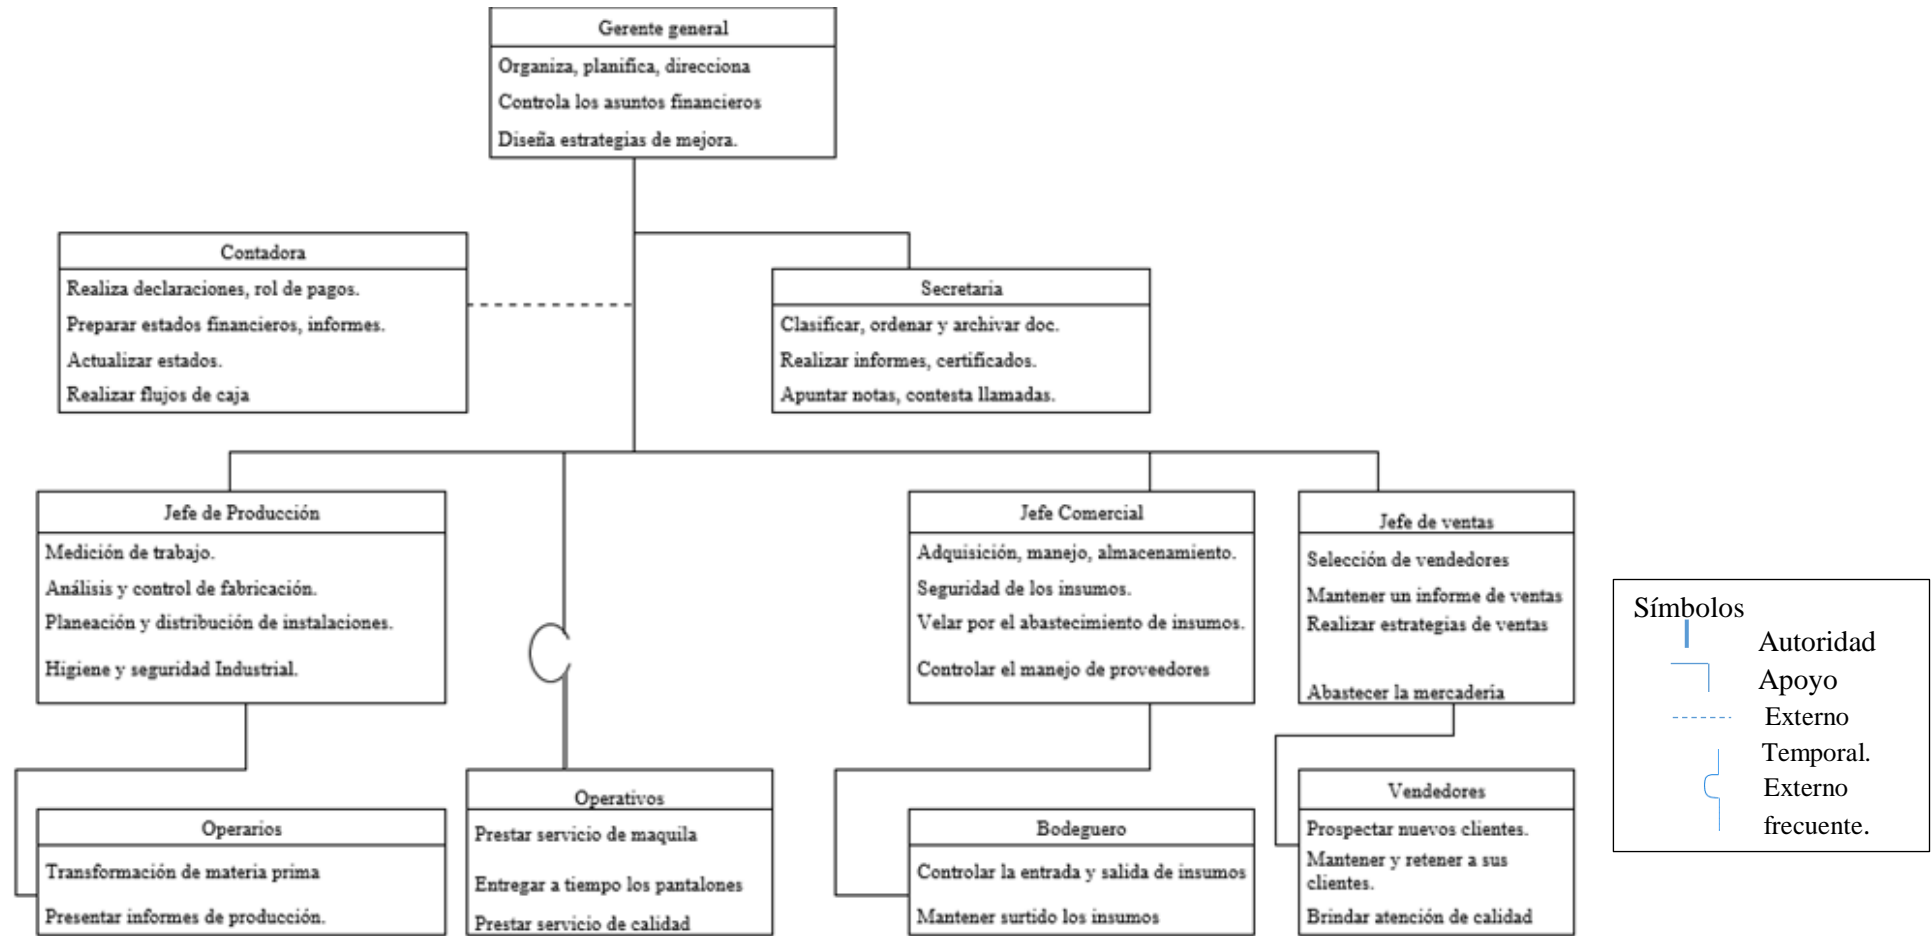 Gerente general
Organiza, planifica, direcciona
Controla los asuntos financieros
Diseña estrategias de mejora.
Contadora
Realiza declaraciones, rol de pagos.
Preparar estados financieros, informes.
Actualizar estados.
Realizar flujos de caja
Secretaria
Clasificar, ordenar y archivar doc.
Realizar informes, certificados.
Apuntar notas, contesta llamadas.
Jefe de Producción
Medición de trabajo.
Análisis y control de fabricación.
Planeación y distribución de instalaciones.
Higiene y seguridad Industrial.
Jefe Comercial
Adquisición, manejo, almacenamiento.
Seguridad de los insumos.
Velar por el abastecimiento de insumos.
Controlar el manejo de proveedores
Jefe de ventas
Selección de vendedores
Mantener un informe de ventas
Realizar estrategias de ventas
Abastecer la mercadería
Operarios
Transformación de materia prima
Presentar informes de producción.
Operativos
Prestar servicio de maquila
Entregar a tiempo los pantalones
Prestar servicio de calidad
Bodeguero
Controlar la entrada y salida de insumos
Mantener surtido los insumos
Vendedores
Prospectar nuevos clientes.
Mantener y retener a sus
clientes.
Brindar atención de calidad
Símbolos
Autoridad
Apoyo
Externo
Temporal.
Externo
frecuente.